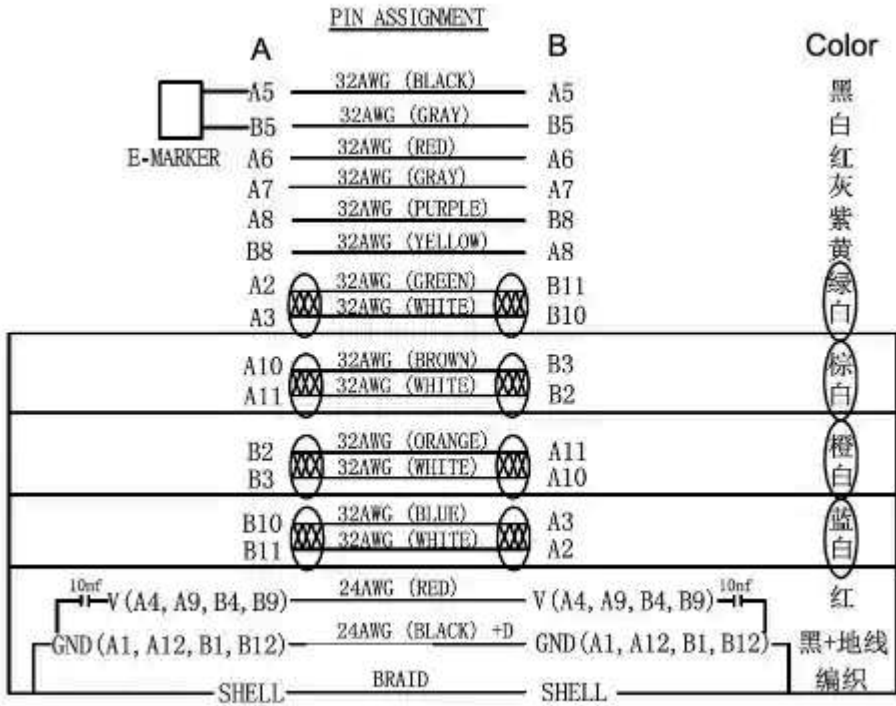 PIN ASSIGNMENT
A B Color
A5 32AWG (BLACK) A5 黑
B5 32AWG (GRAY) B5 白
E-MARKER A6 32AWG (RED) A6 红
A7 32AWG (GRAY) A7 灰
A8 32AWG (PURPLE) B8 紫
B8 32AWG (YELLOW) A8 黄
A2 32AWG (GREEN) B11 绿
A3 32AWG (WHITE) B10 白
A10 32AWG (BROWN) B3 棕
A11 32AWG (WHITE) B2 白
B2 32AWG (ORANGE) A11 橙
B3 32AWG (WHITE) A10 白
B10 32AWG (BLUE) A3 蓝
B11 32AWG (WHITE) A2 白
10nf V(A4, A9, B4, B9) 24AWG (RED) V(A4, A9, B4, B9) 10nf 红
GND(A1, A12, B1, B12) 24AWG (BLACK) +D GND(A1, A12, B1, B12) 黑+地线
SHELL BRAID SHELL 编织